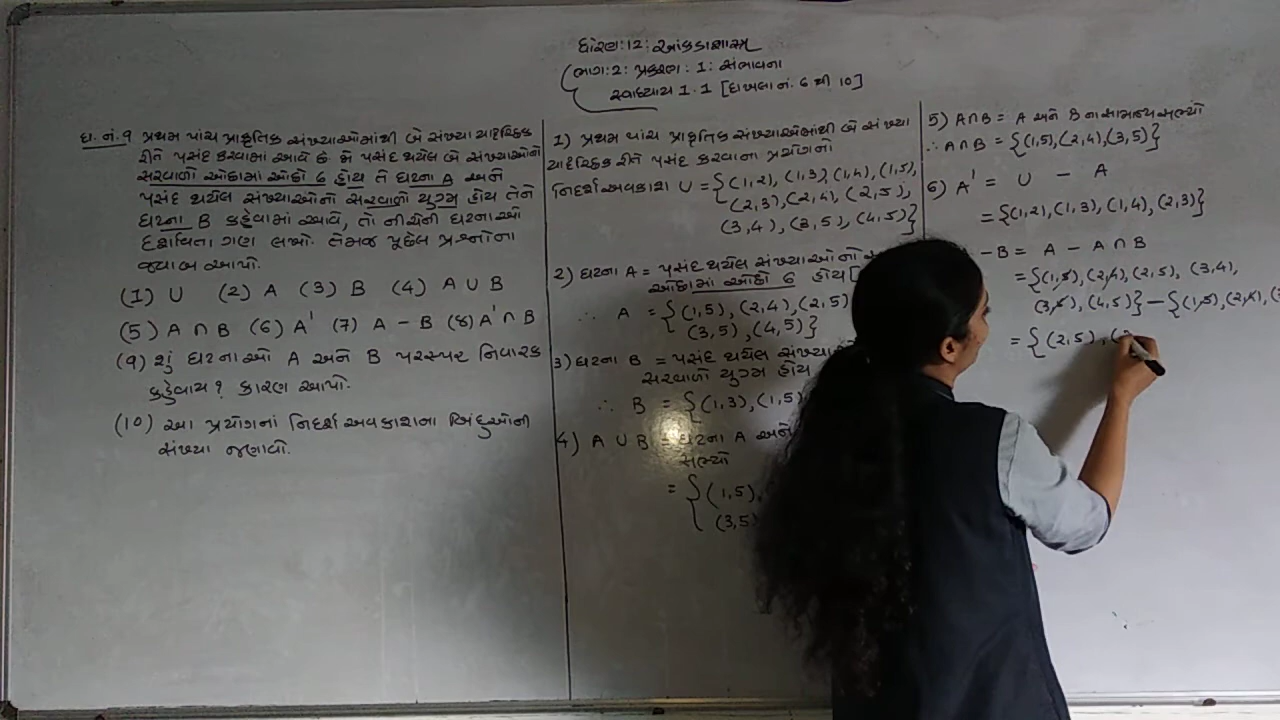 ધોરણ:12: આંકડાશાસ્ત્ર
ભાગ:2: પ્રકરણ: 1: સંભાવના
સ્વાધ્યાય 1.1 [દાખલા નં. 6 થી 10]
દા.નં.9 પ્રથમ પાંચ પ્રાકૃતિક સંખ્યાઓમાંથી બે સંખ્યા યાદચ્છિક
રીતે પસંદ કરવામાં આવે છે. જો પસંદ થયેલ બે સંખ્યાઓનો
સરવાળો ઓછામાં ઓછો 6 હોય તે ઘટના A અને
પસંદ થયેલ સંખ્યાઓનો સરવાળો યુગ્મ હોય તેને
ઘટના B કહેવામાં આવે, તો નીચેની ઘટનાઓ
દર્શાવતા ગણ લખો. તેમજ પૂછેલ પ્રશ્નોના
જવાબ આપો.
(1) U (2) A (3) B (4) A ∪ B
(5) A ∩ B (6) A' (7) A - B (8) A' ∩ B
(9) શું ઘટનાઓ A અને B પરસ્પર નિવારક
કહેવાય? કારણ આપો.
(10) આ પ્રયોગનાં નિદર્શ અવકાશના બિંદુઓની
સંખ્યા જણાવો.
1) પ્રથમ પાંચ પ્રાકૃતિક સંખ્યાઓમાંથી બે સંખ્યા
યાદચ્છિક રીતે પસંદ કરવાના પ્રયોગનો
નિદર્શ અવકાશ U = {(1,2), (1,3), (1,4), (1,5),
(2,3), (2,4), (2,5),
(3,4), (3,5), (4,5)}
2) ઘટના A = પસંદ થયેલ સંખ્યાઓનો
ઓછામાં ઓછો 6 હોય
∴ A = {(1,5), (2,4), (2,5)
(3,5), (4,5)}
3) ઘટના B = પસંદ થયેલ
સરવાળો યુગ્મ હોય
∴ B = {(1,3), (1,5),
4) A ∪ B = ઘટના A અને
સભ્યો
= {(1,5),
(3,5)
5) A∩B = A અને B ના સામાન્ય સભ્યો
∴ A∩B = {(1,5), (2,4), (3,5)}
6) A' = U - A
= {(1,2), (1,3), (1,4), (2,3)}
-B = A - A ∩ B
= {(1,5), (2,4), (2,5), (3,4),
(3,5), (4,5)} - {(1,5), (2,4),
= {(2,5),